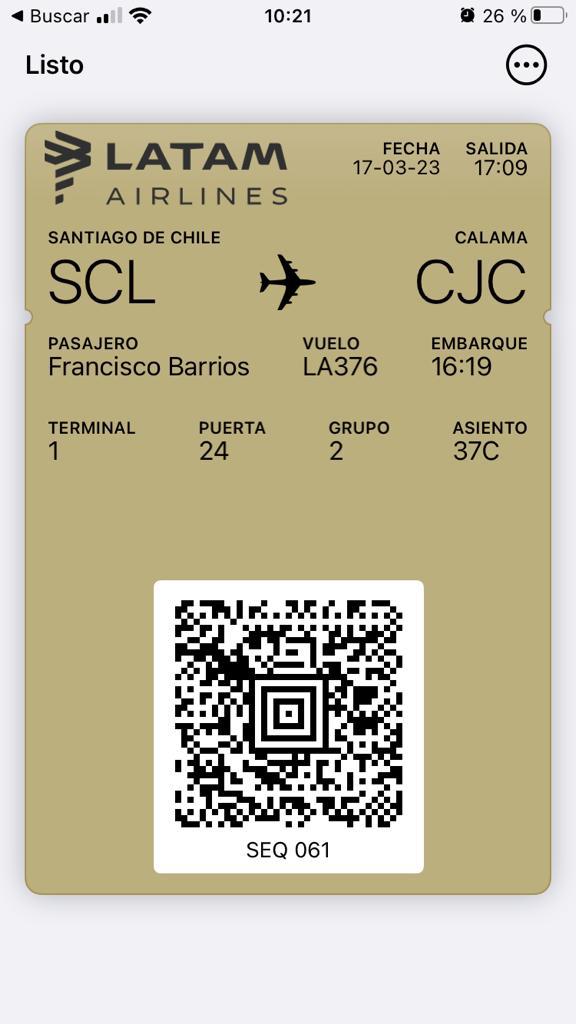 Buscar 10:21 26 %
Listo
LATAM
AIRLINES
FECHA SALIDA
17-03-23 17:09
SANTIAGO DE CHILE CALAMA
SCL CJC
PASAJERO VUELO EMBARQUE
Francisco Barrios LA376 16:19
TERMINAL PUERTA GRUPO ASIENTO
1 24 2 37C
SEQ 061